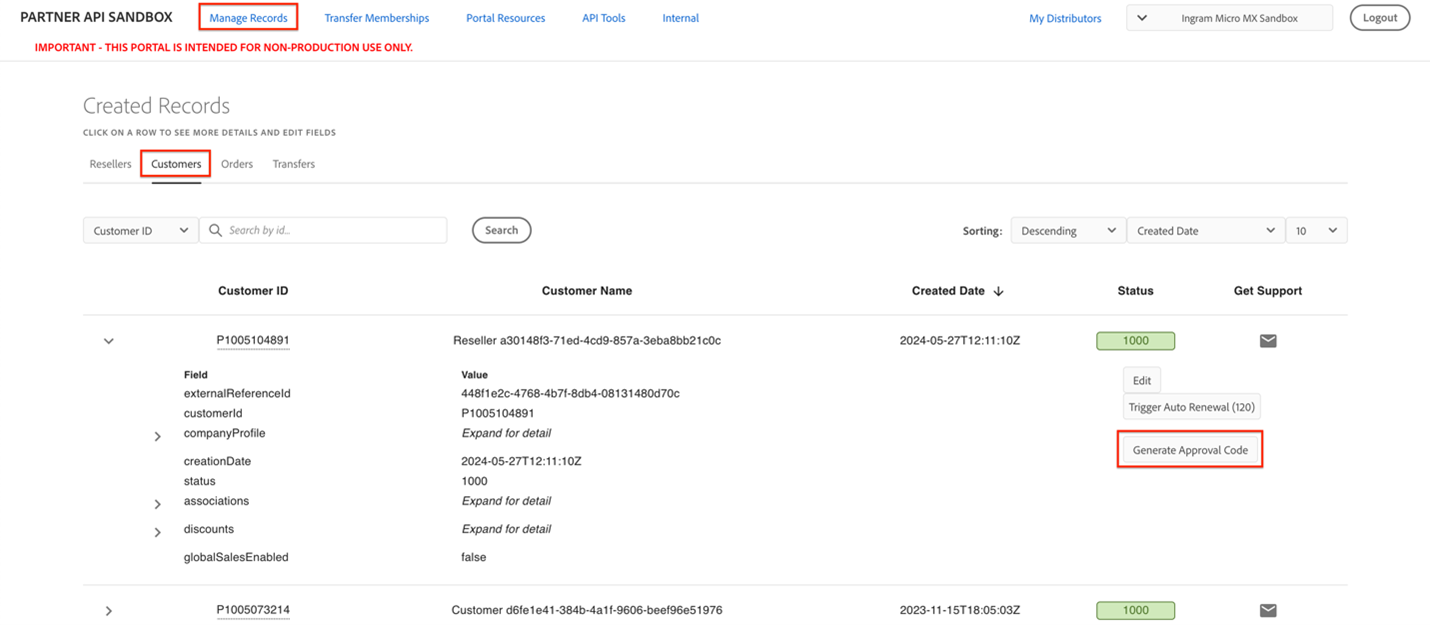 PARTNER API SANDBOX Manage Records Transfer Memberships Portal Resources API Tools Internal My Distributors Ingram Micro MX Sandbox Logout
IMPORTANT - THIS PORTAL IS INTENDED FOR NON-PRODUCTION USE ONLY.
Created Records
CLICK ON A ROW TO SEE MORE DETAILS AND EDIT FIELDS
Resellers Customers Orders Transfers
Customer ID Search by id... Search Sorting: Descending Created Date 10
Customer ID Customer Name Created Date Status Get Support
P1005104891 Reseller a30148f3-71ed-4cd9-857a-3eba8bb21c0c 2024-05-27T12:11:10Z 1000
Field Value
Edit
externalReferenceId 448f1e2c-4768-4b7f-8db4-08131480d70c
Trigger Auto Renewal (120)
customerId P1005104891
companyProfile Expand for detail
Generate Approval Code
creationDate 2024-05-27T12:11:10Z
status 1000
associations Expand for detail
discounts Expand for detail
globalSalesEnabled false
P1005073214 Customer d6fe1e41-384b-4a1f-9606-beef96e51976 2023-11-15T18:05:03Z 1000